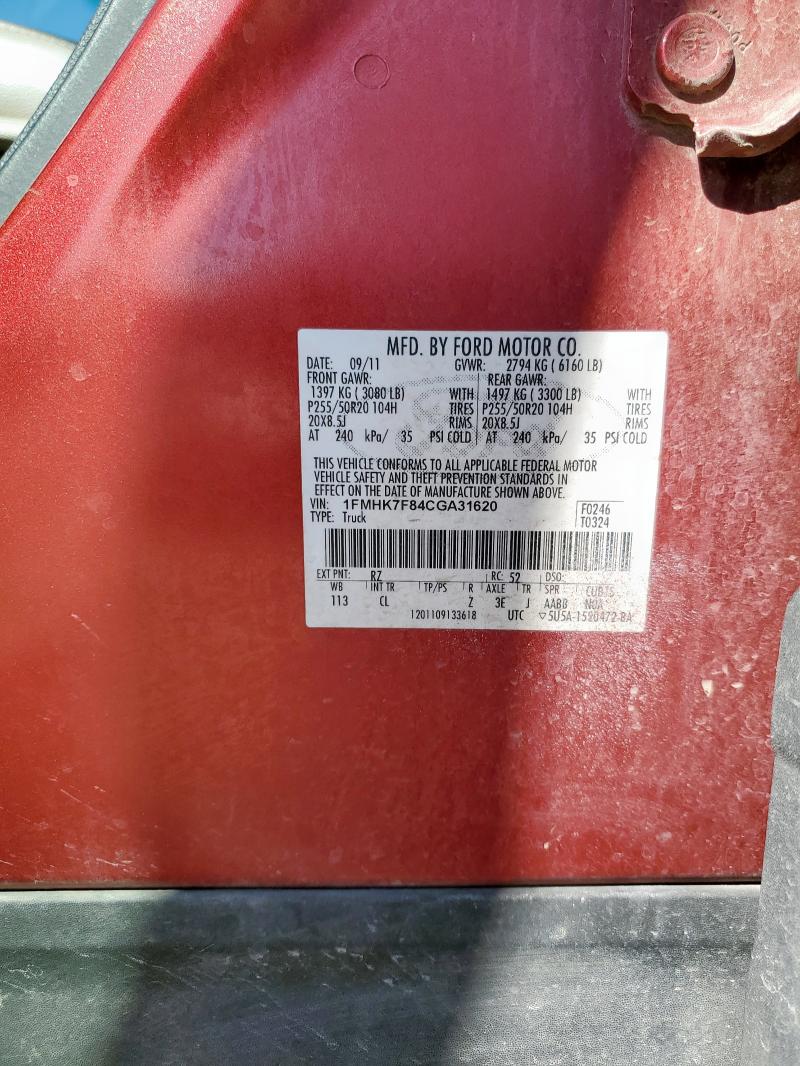 MFD. BY FORD MOTOR CO.
DATE: 09/11 GVWR: 2794 KG ( 6160 LB)
FRONT GAWR: REAR GAWR:
1397 KG ( 3080 LB) WITH 1497 KG ( 3300 LB) WITH
P255/50R20 104H TIRES P255/50R20 104H TIRES
20X8.5J RIMS 20X8.5J RIMS
AT 240 kPa/ 35 PSI COLD AT 240 kPa/ 35 PSI COLD
THIS VEHICLE CONFORMS TO ALL APPLICABLE FEDERAL MOTOR
VEHICLE SAFETY AND THEFT PREVENTION STANDARDS IN
EFFECT ON THE DATE OF MANUFACTURE SHOWN ABOVE.
VIN: 1FMHK7F84CGA31620 F0246
TYPE: Truck T0324
EXT PNT: RZ RC: 52 DSO:
WB INT TR TP/PS R AXLE TR SPR CUBTS
113 CL Z 3E J AABB NOA
1201109133618 UTC ▽5U5A-1520472-BA